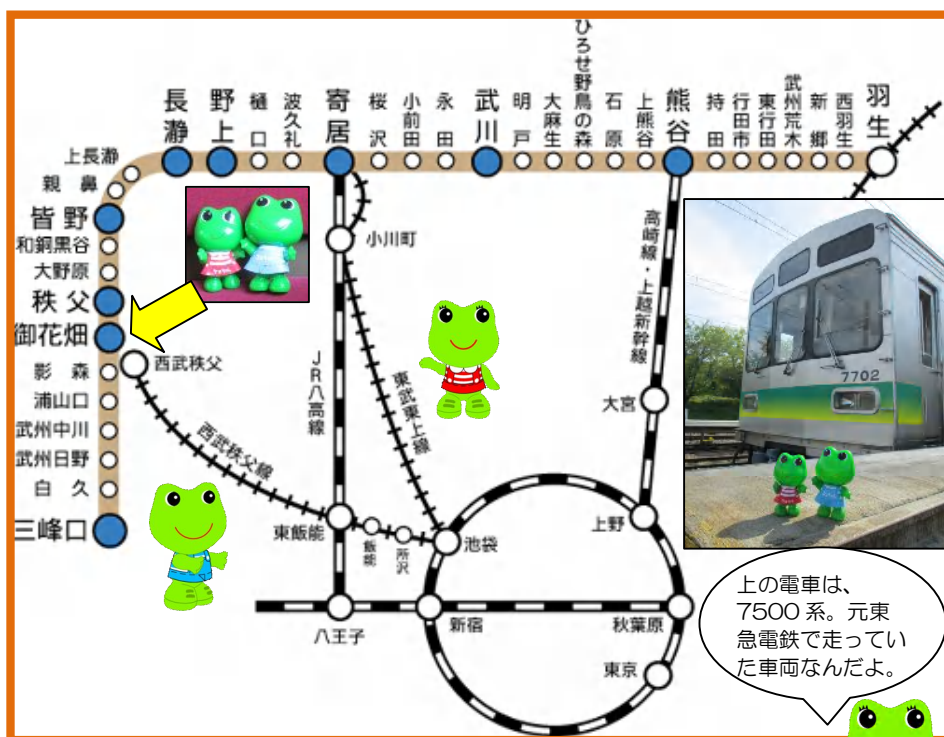 長瀞
野上
樋口
波久礼
寄居
桜沢
小前田
永田
武川
明戸
大麻生
ひろせ野鳥の森
石原
上熊谷
熊谷
持田
行田市
東行田
武州荒木
新郷
西羽生
羽生
上長瀞
親鼻
皆野
和銅黒谷
大野原
秩父
御花畑
影森
浦山口
武州中川
武州日野
白久
三峰口
西武秩父
西武秩父線
小川町
JR八高線
東武東上線
高崎線・上越新幹線
大宮
上野
東飯能
飯能
所沢
池袋
八王子
新宿
秋葉原
東京
7702
上の電車は、
7500系。元東
急電鉄で走ってい
た車両なんだよ。